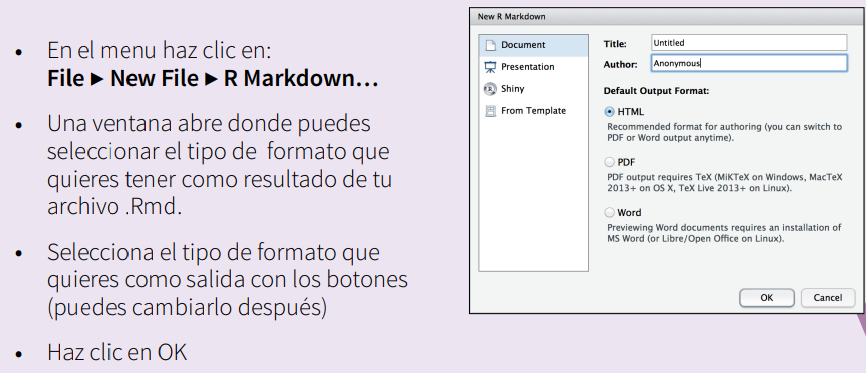 • En el menu haz clic en:
File ▶ New File ▶ R Markdown…
• Una ventana abre donde puedes
seleccionar el tipo de formato que
quieres tener como resultado de tu
archivo .Rmd.
• Selecciona el tipo de formato que
quieres como salida con los botones
(puedes cambiarlo después)
• Haz clic en OK
New R Markdown
Document
Presentation
Shiny
From Template
Title: Untitled
Author: Anonymous
Default Output Format:
HTML
Recommended format for authoring (you can switch to
PDF or Word output anytime).
PDF
PDF output requires TeX (MiKTeX on Windows, MacTeX
2013+ on OS X, TeX Live 2013+ on Linux).
Word
Previewing Word documents requires an installation of
MS Word (or Libre/Open Office on Linux).
OK Cancel